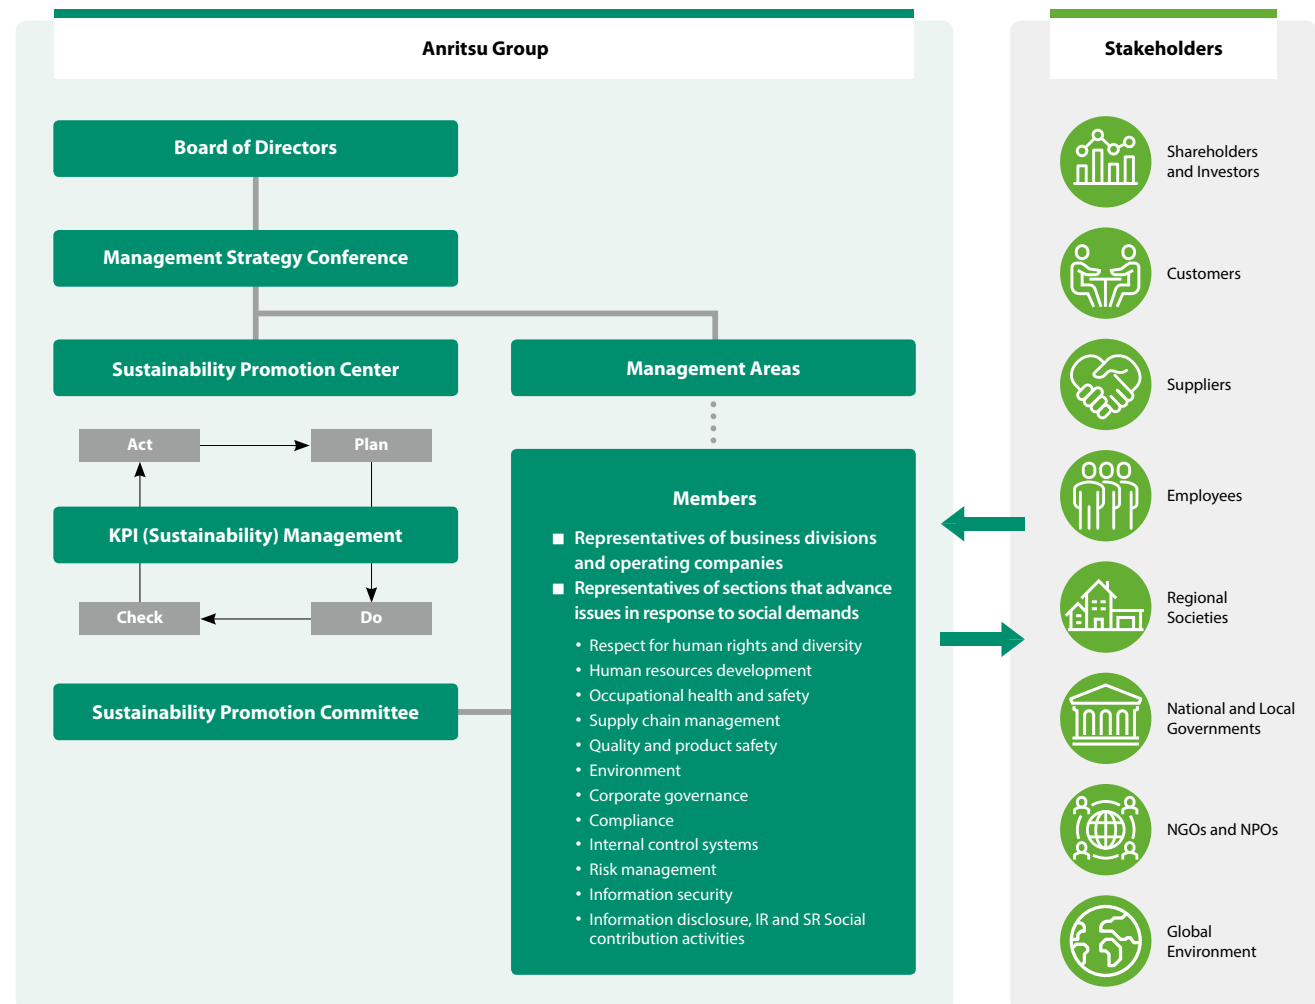 Anritsu Group
Board of Directors
Management Strategy Conference
Sustainability Promotion Center
Management Areas
Act
Plan
KPI (Sustainability) Management
Check
Do
Sustainability Promotion Committee
Members
■ Representatives of business divisions
and operating companies
■ Representatives of sections that advance
issues in response to social demands
• Respect for human rights and diversity
• Human resources development
• Occupational health and safety
• Supply chain management
• Quality and product safety
• Environment
• Corporate governance
• Compliance
• Internal control systems
• Risk management
• Information security
• Information disclosure, IR and SR Social
contribution activities
Stakeholders
Shareholders
and Investors
Customers
Suppliers
Employees
Regional
Societies
National and Local
Governments
NGOs and NPOs
Global
Environment